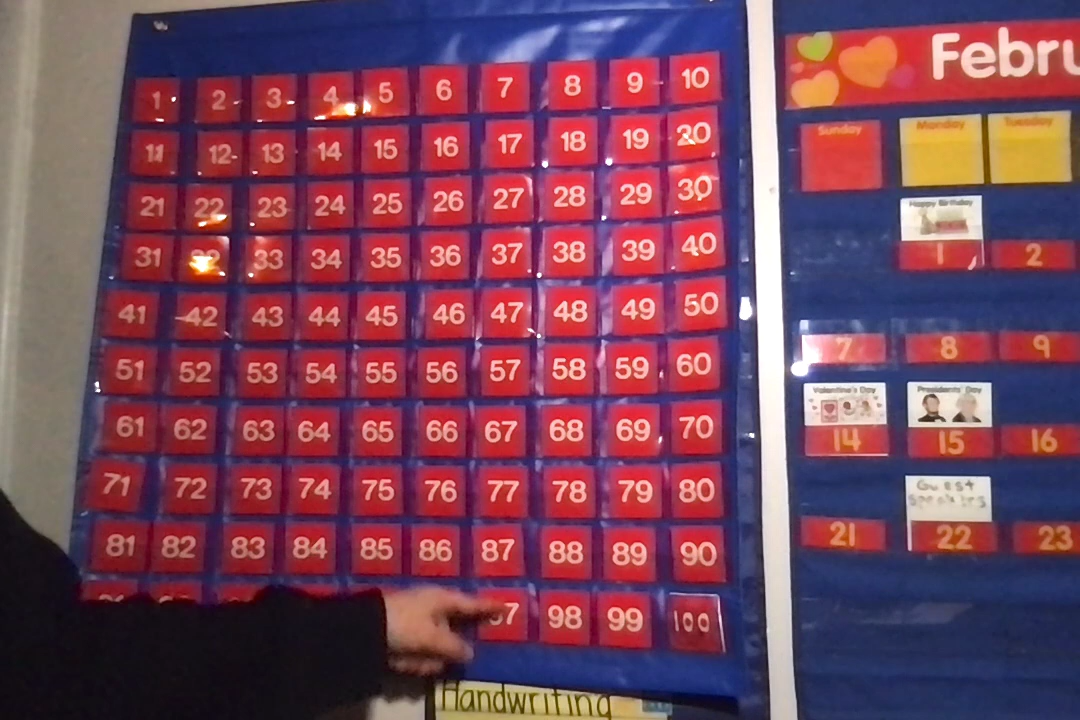 1 2 3 4 5 6 7 8 9 10
11 12 13 14 15 16 17 18 19 20
21 22 23 24 25 26 27 28 29 30
31 33 34 35 36 37 38 39 40
41 42 43 44 45 46 47 48 49 50
51 52 53 54 55 56 57 58 59 60
61 62 63 64 65 66 67 68 69 70
71 72 73 74 75 76 77 78 79 80
81 82 83 84 85 86 87 88 89 90
98 99 100
Handwriting
Febru
Sunday Monday Tuesday
Happy Birthday
1 2
7 8 9
Valentine's Day Presidents' Day
14 15 16
Guest
Speakers
21 22 23